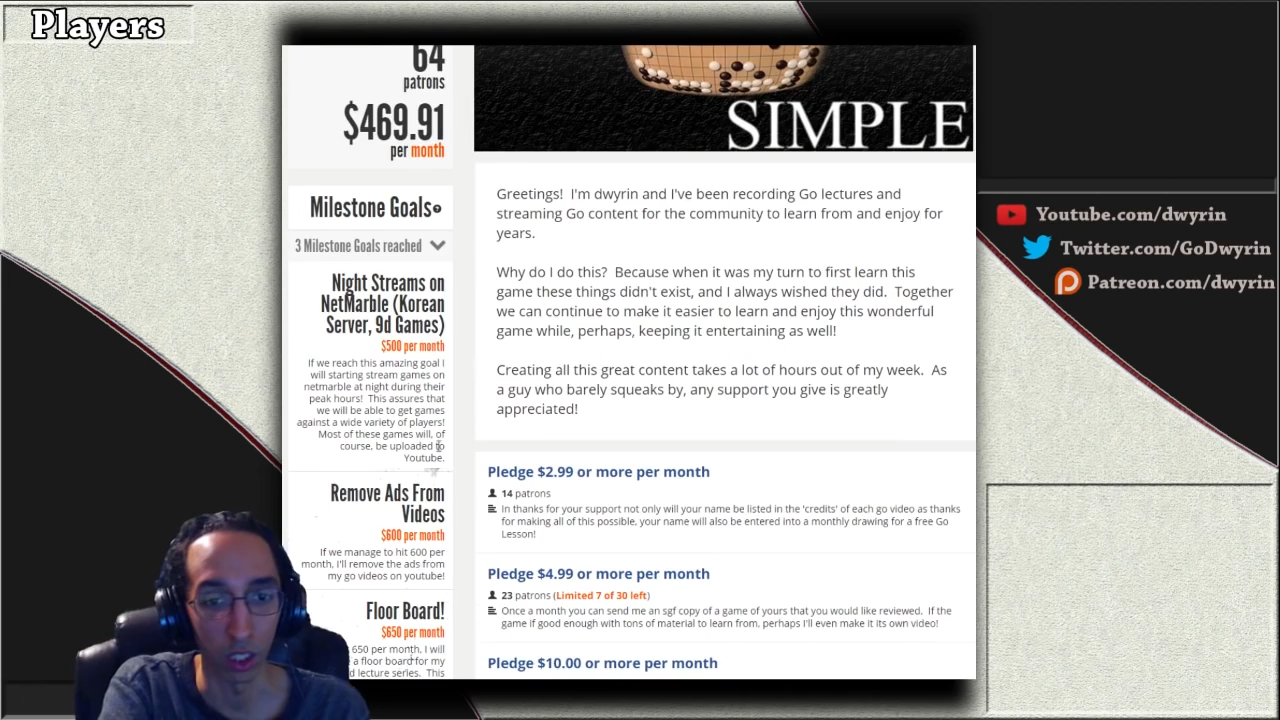 Players
64
patrons
$469.91
per month
Milestone Goals
3 Milestone Goals reached
Night Streams on
NetMarble (Korean
Server, 9d Games)
$500 per month
If we reach this amazing goal I
will starting stream games on
netmarble at night during their
peak hours! This assures that
we will be able to get games
against a wide variety of players!
Most of these games will, of
course, be uploaded to
Youtube.
Remove Ads From
Videos
$600 per month
If we manage to hit 600 per
month, I'll remove the ads from
my go videos on youtube!
Floor Board!
$650 per month
650 per month, I will
a floor board for my
lecture series. This
SIMPLE
Greetings! I'm dwyrin and I've been recording Go lectures and
streaming Go content for the community to learn from and enjoy for
years.
Why do I do this? Because when it was my turn to first learn this
game these things didn't exist, and I always wished they did. Together
we can continue to make it easier to learn and enjoy this wonderful
game while, perhaps, keeping it entertaining as well!
Creating all this great content takes a lot of hours out of my week. As
a guy who barely squeaks by, any support you give is greatly
appreciated!
Pledge $2.99 or more per month
14 patrons
In thanks for your support not only will your name be listed in the 'credits' of each go video as thanks
for making all of this possible, your name will also be entered into a monthly drawing for a free Go
Lesson!
Pledge $4.99 or more per month
23 patrons (Limited 7 of 30 left)
Once a month you can send me an sgf copy of a game of yours that you would like reviewed. If the
game if good enough with tons of material to learn from, perhaps I'll even make it its own video!
Pledge $10.00 or more per month
Youtube.com/dwyrin
Twitter.com/GoDwyrin
Patreon.com/dwyrin